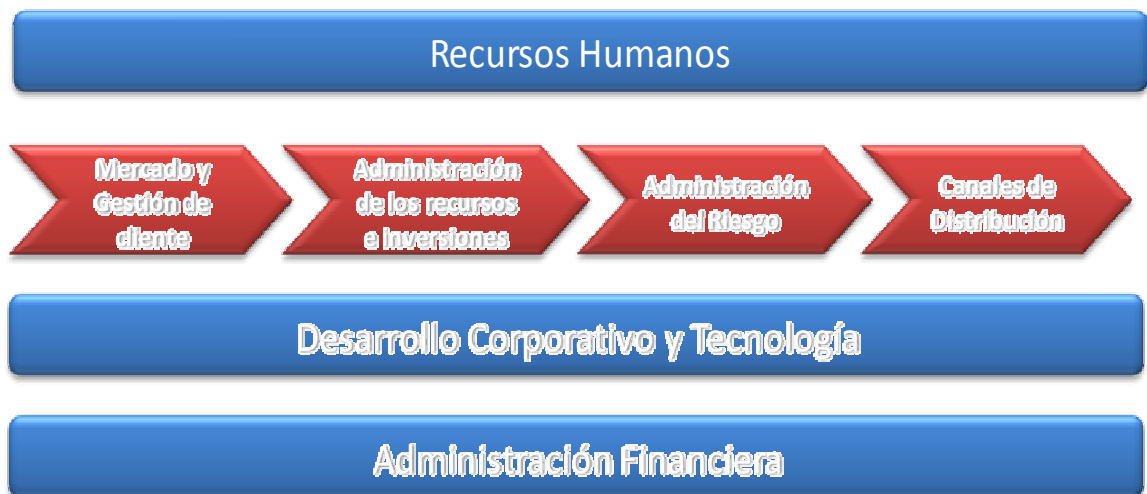 Recursos Humanos
Mercado y
Gestión de
cliente
Administración
de los recursos
e inversiones
Administración
del Riesgo
Canales de
Distribución
Desarrollo Corporativo y Tecnología
Administración Financiera